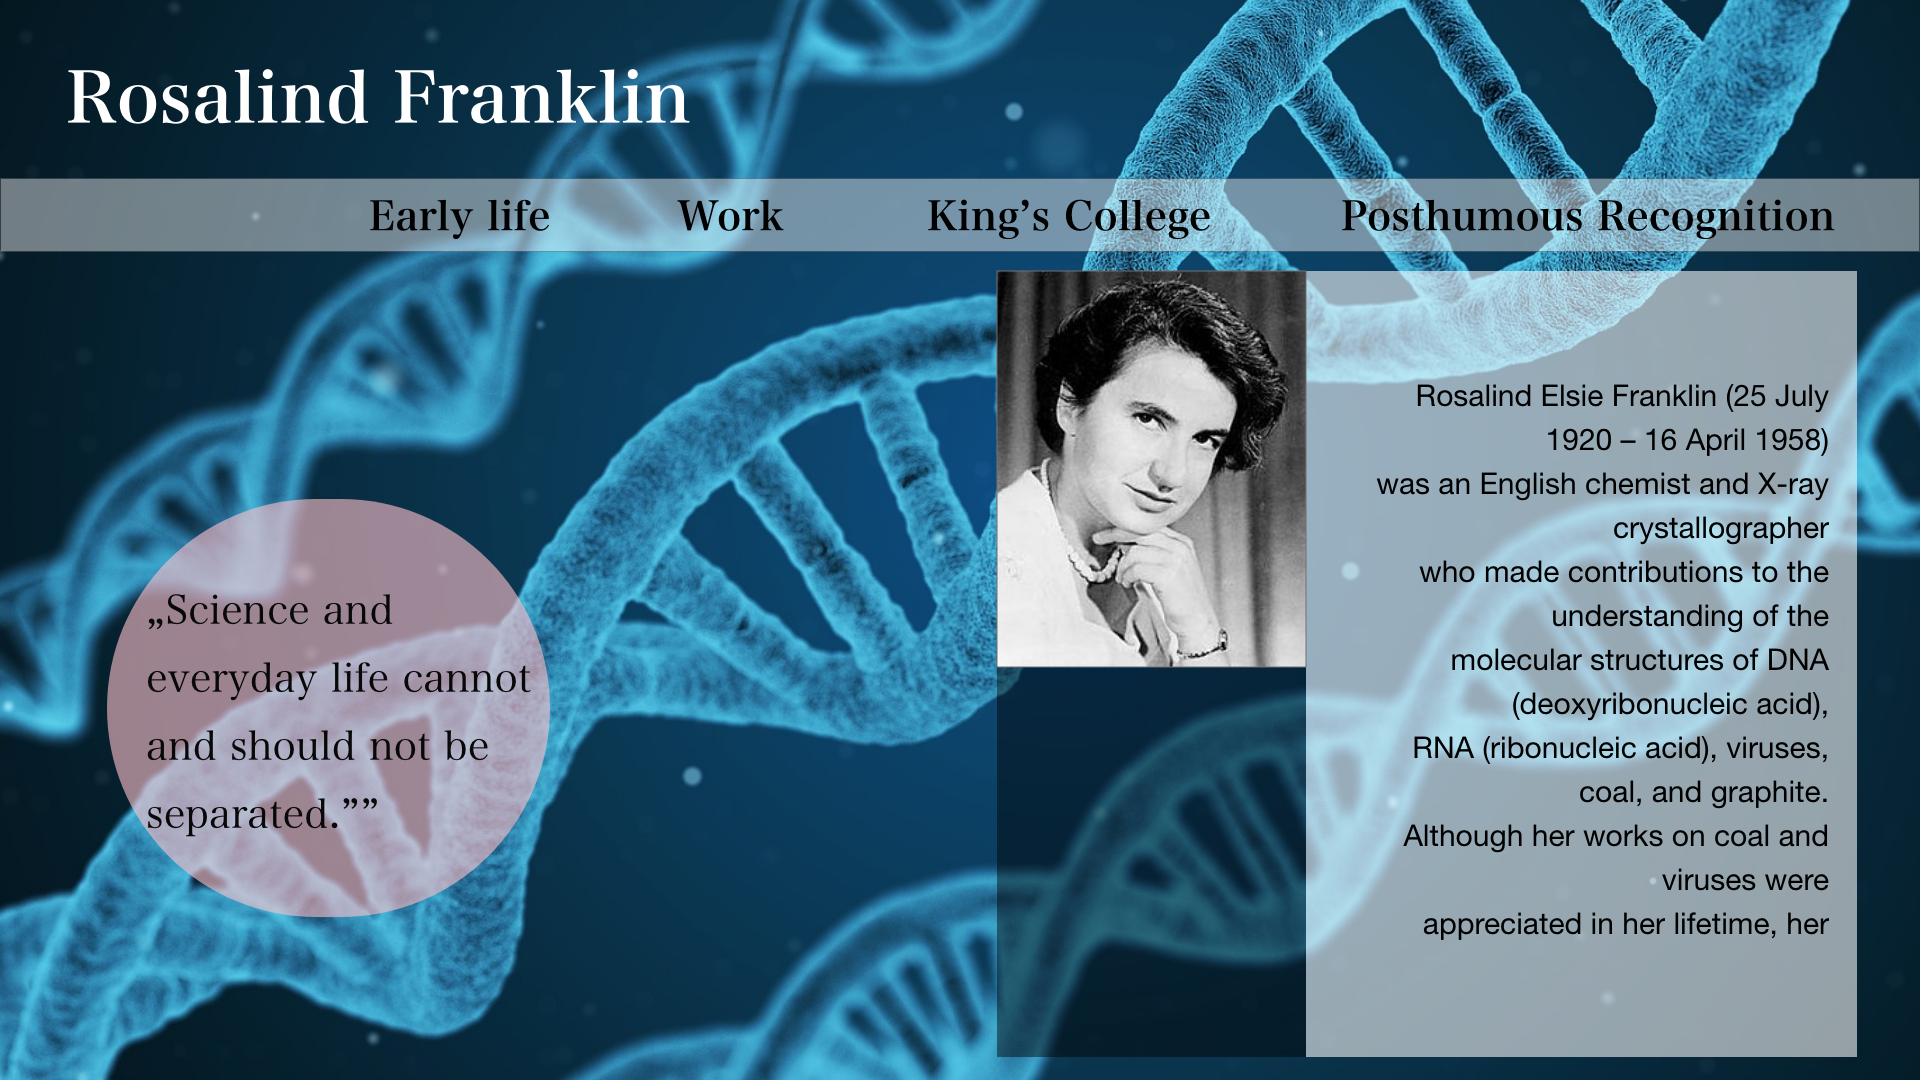 Rosalind Franklin
Early life Work King’s College Posthumous Recognition
„Science and
everyday life cannot
and should not be
separated.””
Rosalind Elsie Franklin (25 July
1920 – 16 April 1958)
was an English chemist and X-ray
crystallographer
who made contributions to the
understanding of the
molecular structures of DNA
(deoxyribonucleic acid),
RNA (ribonucleic acid), viruses,
coal, and graphite.
Although her works on coal and
viruses were
appreciated in her lifetime, her